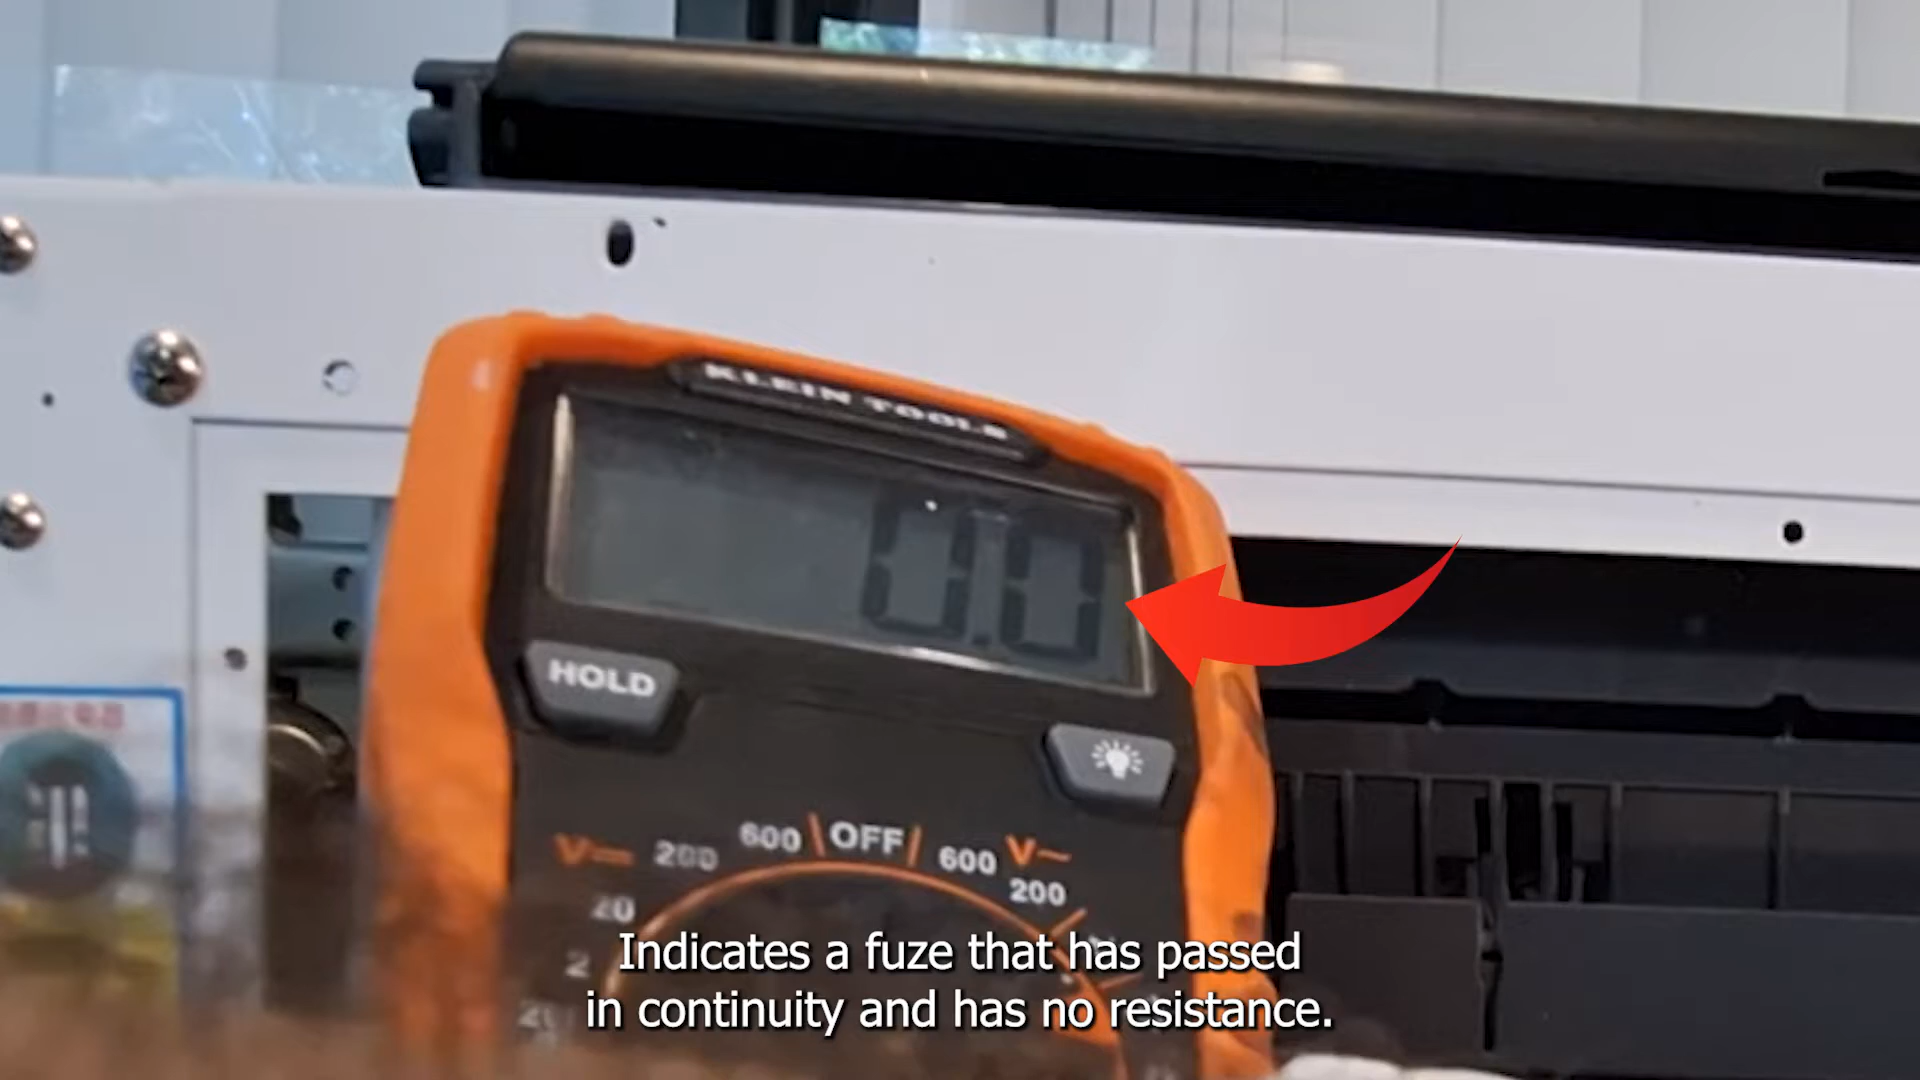 KLEIN TOOLS
0.0
HOLD
600 OFF 600 V~
V 200 200
20
2
Indicates a fuze that has passed
in continuity and has no resistance.